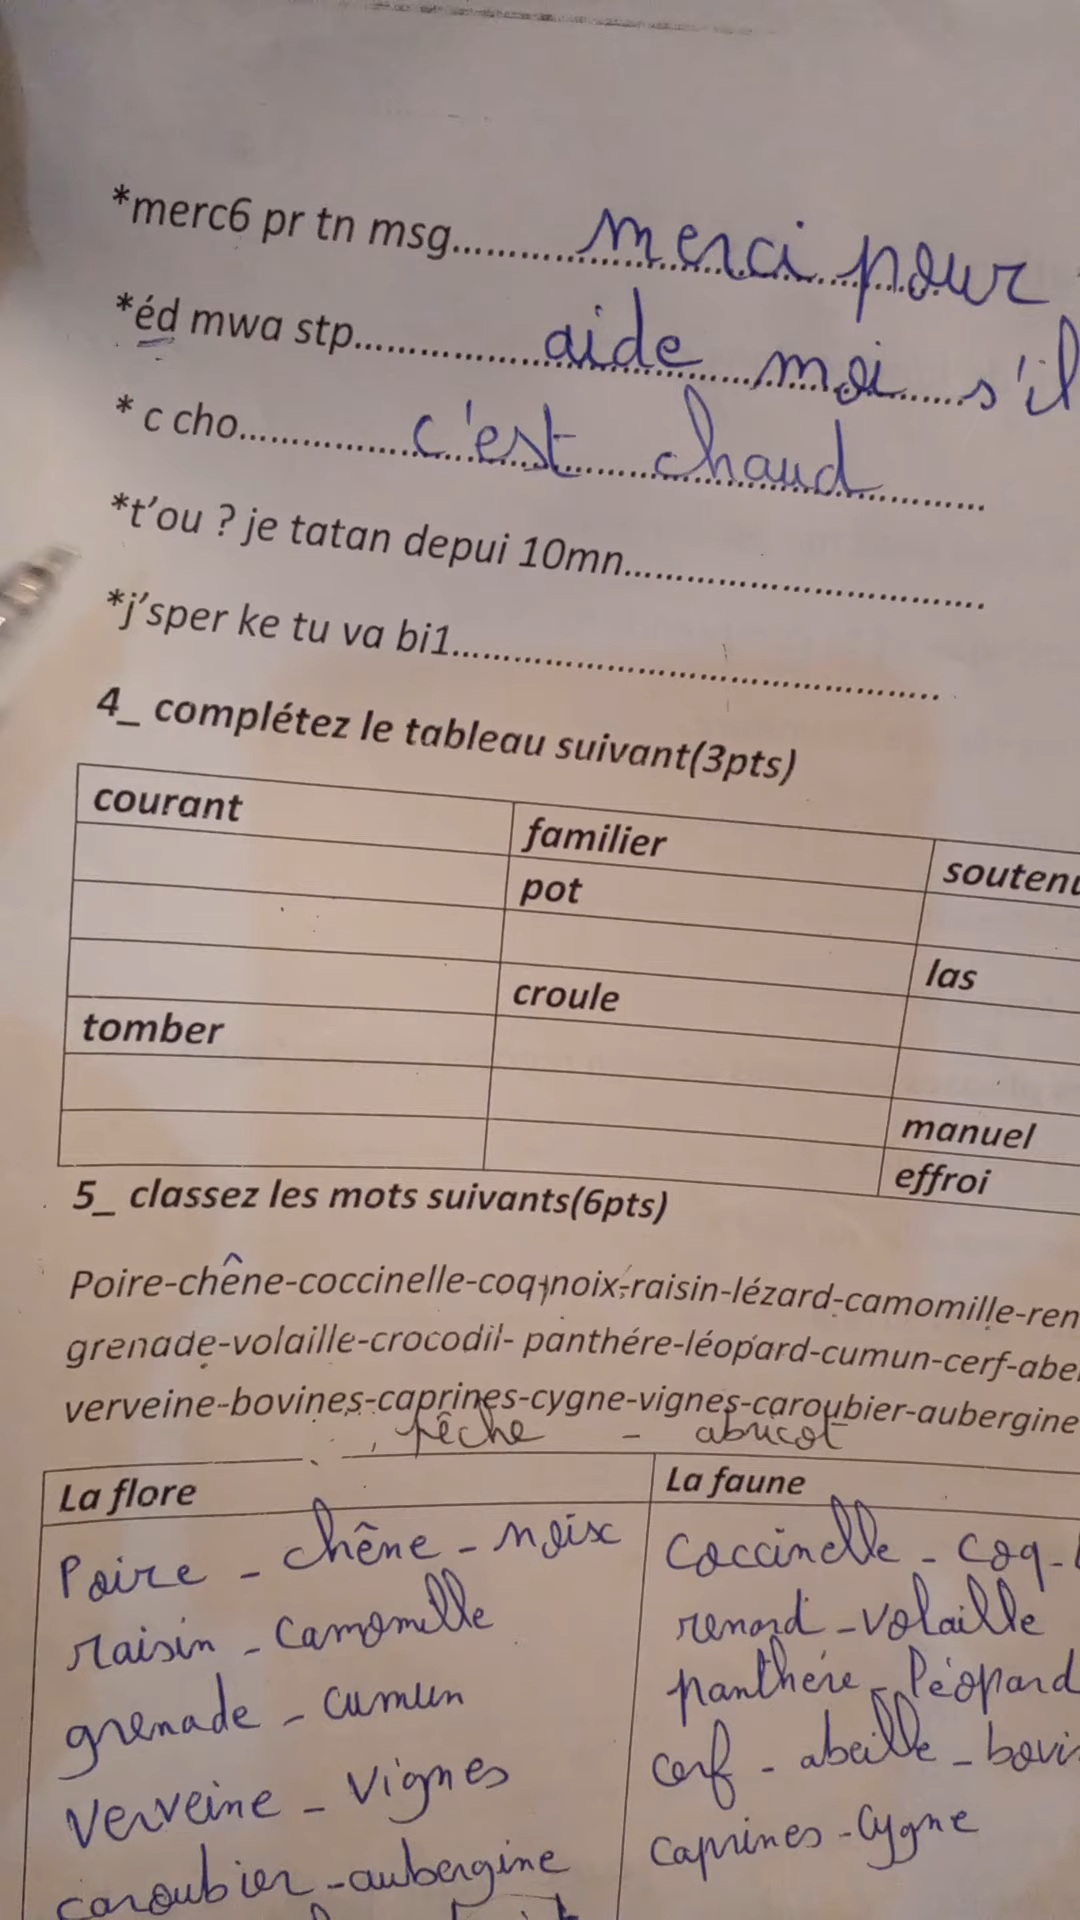 *merc6 pr tn msg.......... merci pour
*éd mwa stp.......... aide moi s'il
* c cho.......... c'est chaud
*t'ou ? je tatan depui 10mn..........
*j'sper ke tu va bi1..........
4_ complétez le tableau suivant(3pts)
courant familier soutenu
pot
las
croule
tomber
manuel
effroi
5_ classez les mots suivants(6pts)
Poire-chêne-coccinelle-coq-noix-raisin-lézard-camomille-ren
grenade-volaille-crocodil- panthére-léopard-cumun-cerf-abe
verveine-bovines-caprines-cygne-vignes-caroubier-aubergine
pêche - abricot
La flore La faune
Poire - chêne - noix coccinelle - coq -
raisin - camomille renard - volaille
grenade - cumun panthére - léopard
verveine - vignes cerf - abeille - bovi
caroubier - aubergine caprines - cygne